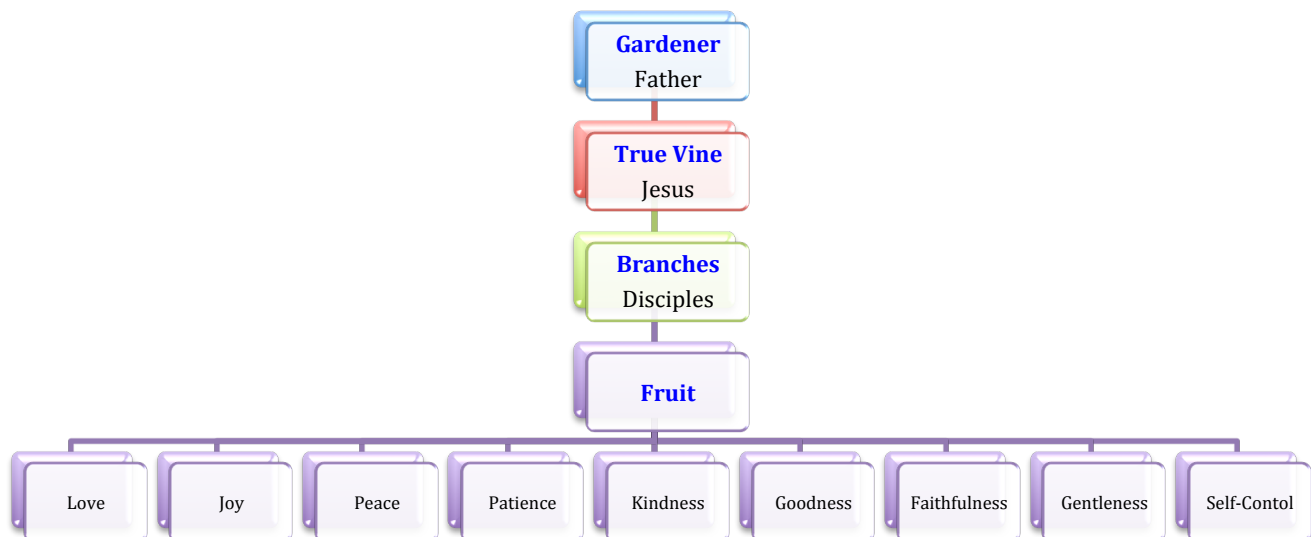 Gardener
Father
True Vine
Jesus
Branches
Disciples
Fruit
Love
Joy
Peace
Patience
Kindness
Goodness
Faithfulness
Gentleness
Self-Contol